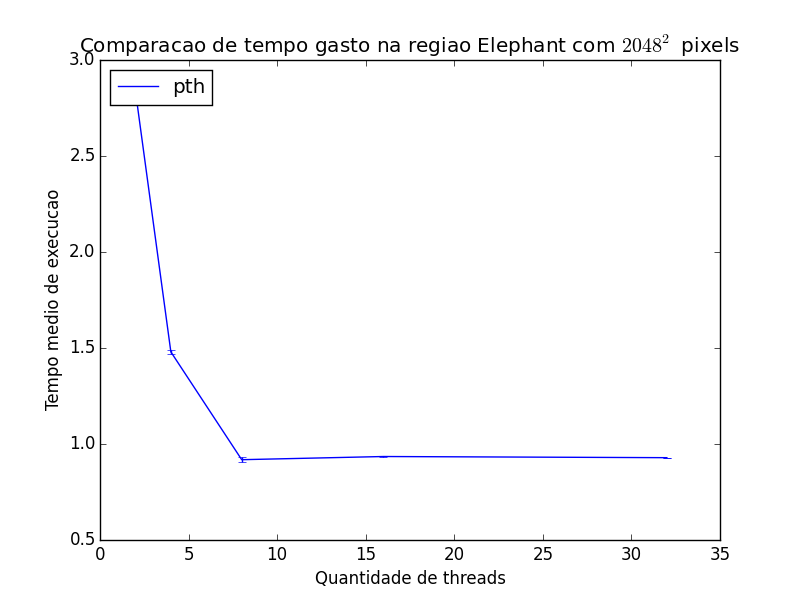 Comparacao de tempo gasto na regiao Elephant com 2048² pixels
pth
3.0
2.5
2.0
1.5
1.0
0.5
Tempo medio de execucao
0 5 10 15 20 25 30 35
Quantidade de threads